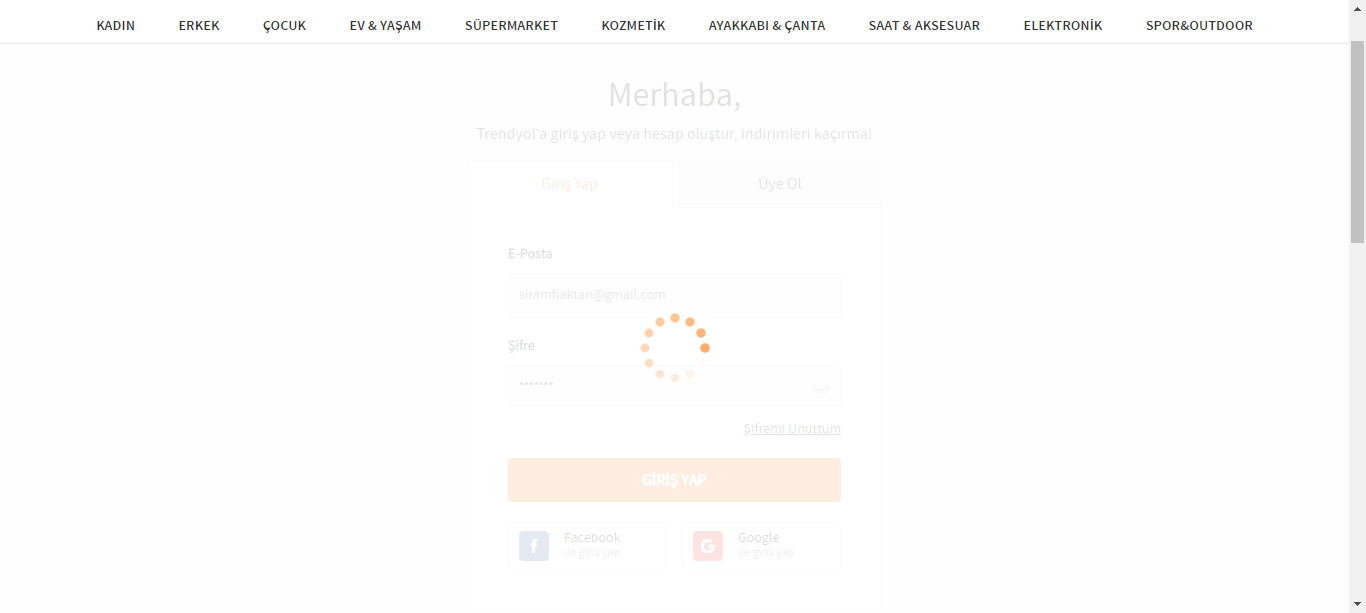 KADIN ERKEK ÇOCUK EV & YAŞAM SÜPERMARKET KOZMETİK AYAKKABI & ÇANTA SAAT & AKSESUAR ELEKTRONİK SPOR&OUTDOOR
Merhaba,
Trendyol'a giriş yap veya hesap oluştur, indirimleri kaçırma!
Giriş Yap Üye Ol
E-Posta
siramhaktan@gmail.com
Şifre
•••••••
Şifremi Unuttum
GİRİŞ YAP
f Facebook G Google
ile giriş yap ile giriş yap